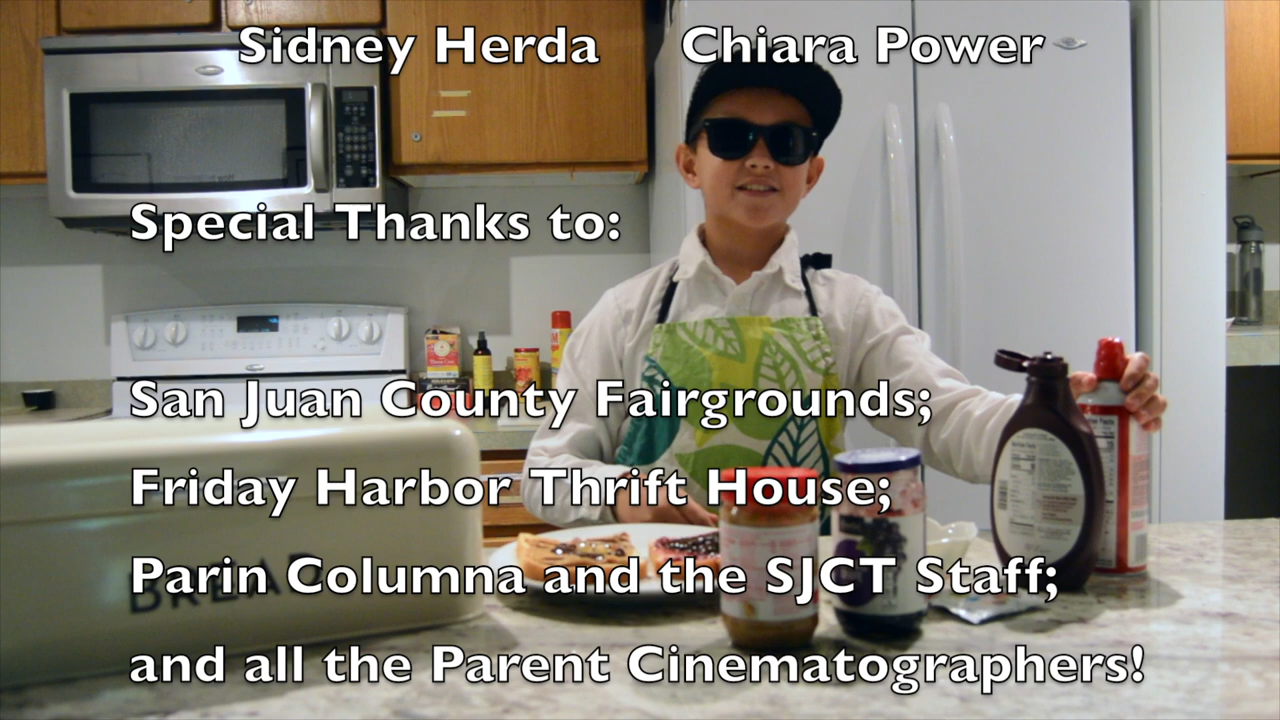 Sidney Herda Chiara Power
Special Thanks to:
San Juan County Fairgrounds;
Friday Harbor Thrift House;
Parin Columna and the SJCT Staff;
and all the Parent Cinematographers!
BREAD